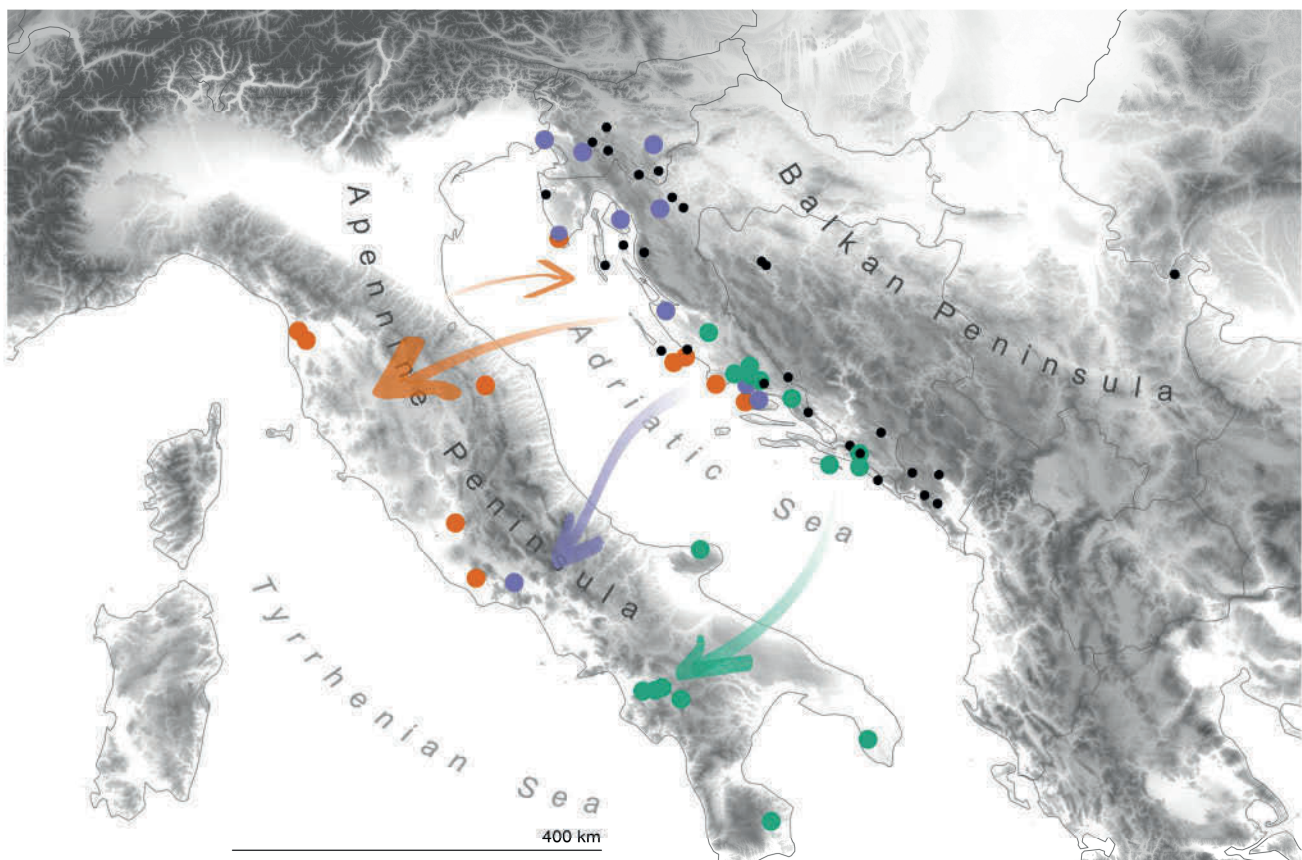 Apennine Peninsula
Balkan Peninsula
Adriatic Sea
Tyrrhenian Sea
400 km